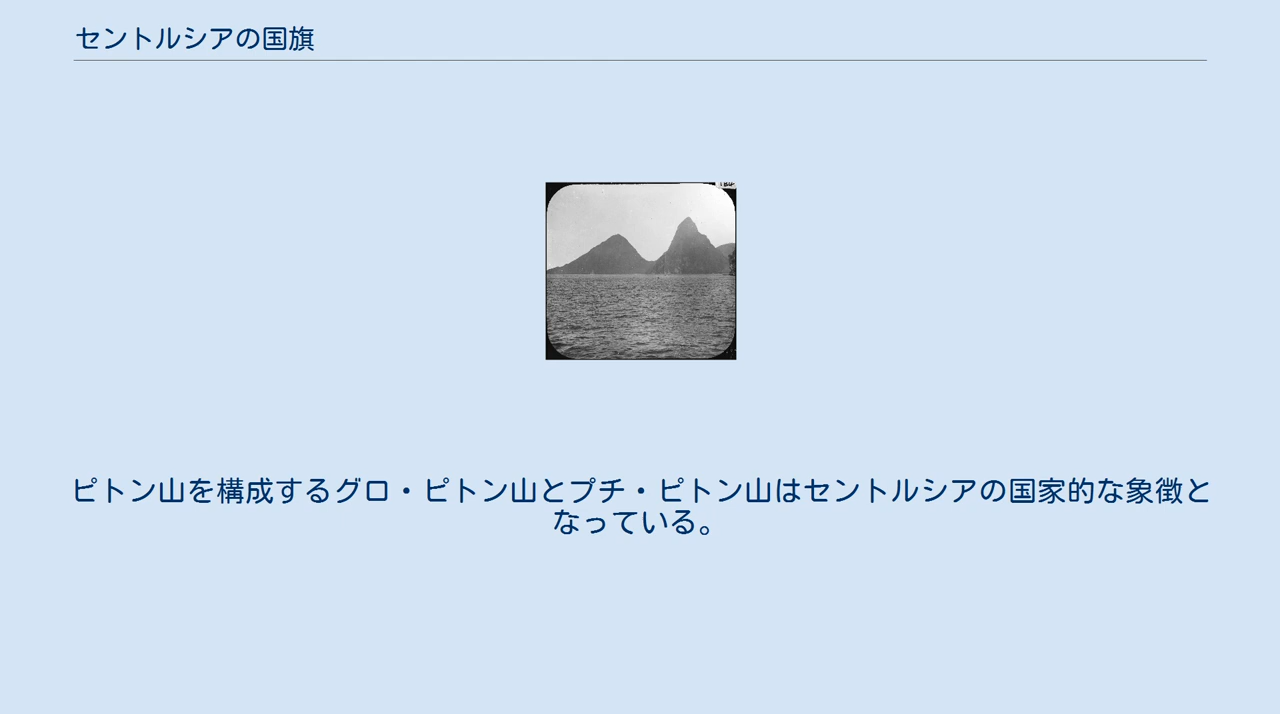 セントルシアの国旗
ピトン山を構成するグロ・ピトン山とプチ・ピトン山はセントルシアの国家的な象徴と
なっている。